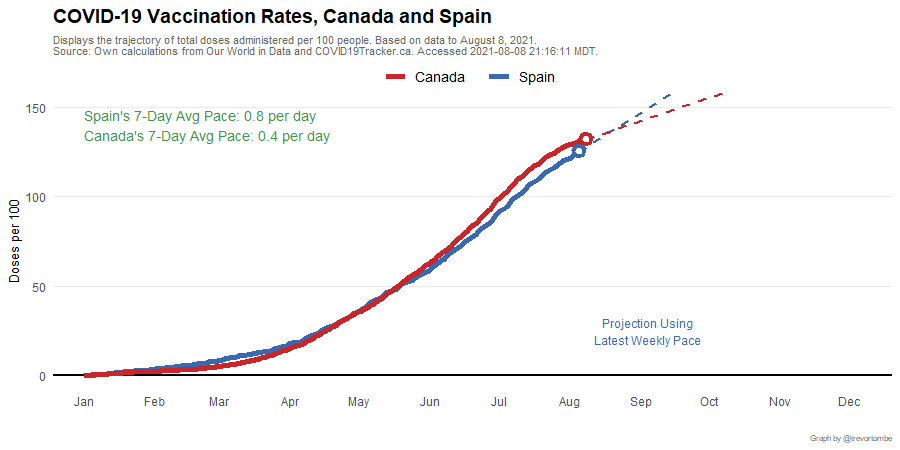 COVID-19 Vaccination Rates, Canada and Spain
Displays the trajectory of total doses administered per 100 people. Based on data to August 8, 2021.
Source: Own calculations from Our World in Data and COVID19Tracker.ca. Accessed 2021-08-08 21:16:11 MDT.
Canada Spain
Spain's 7-Day Avg Pace: 0.8 per day
Canada's 7-Day Avg Pace: 0.4 per day
Doses per 100
150
100
50
0
Projection Using
Latest Weekly Pace
Jan Feb Mar Apr May Jun Jul Aug Sep Oct Nov Dec
Graph by @trevortombe